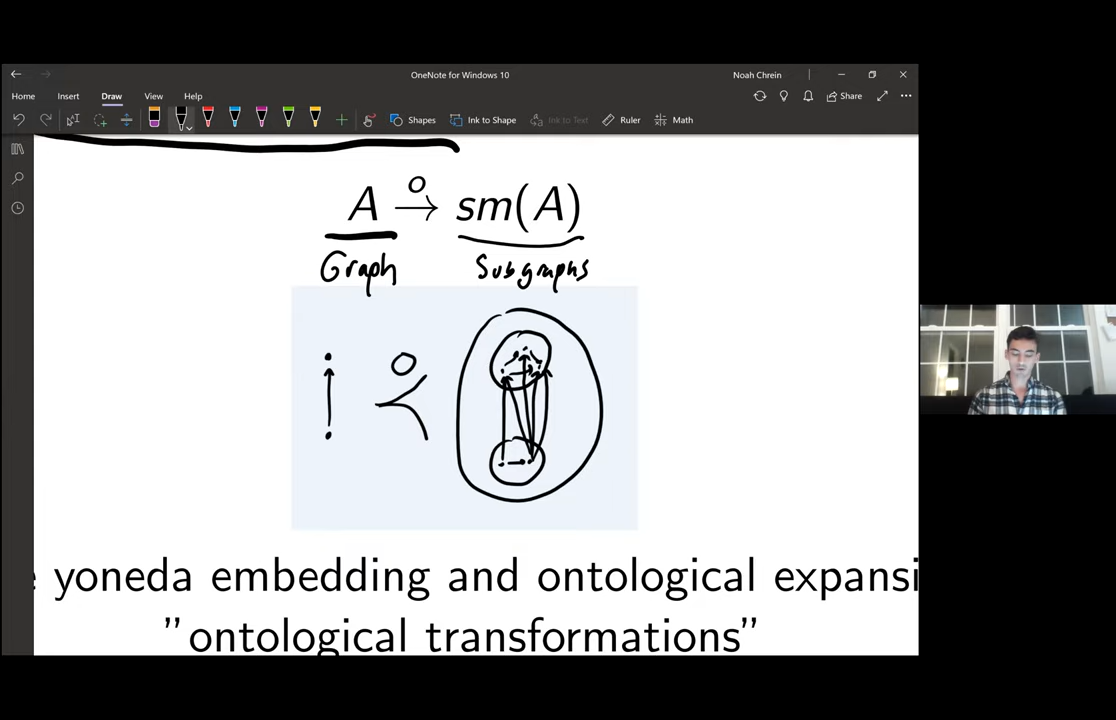 OneNote for Windows 10
Noah Chrein
Home Insert Draw View Help
Share
Shapes Ink to Shape Ink to Text Ruler Math
A →^o sm(A)
Graph Subgraphs
o
e yoneda embedding and ontological expansi
"ontological transformations"